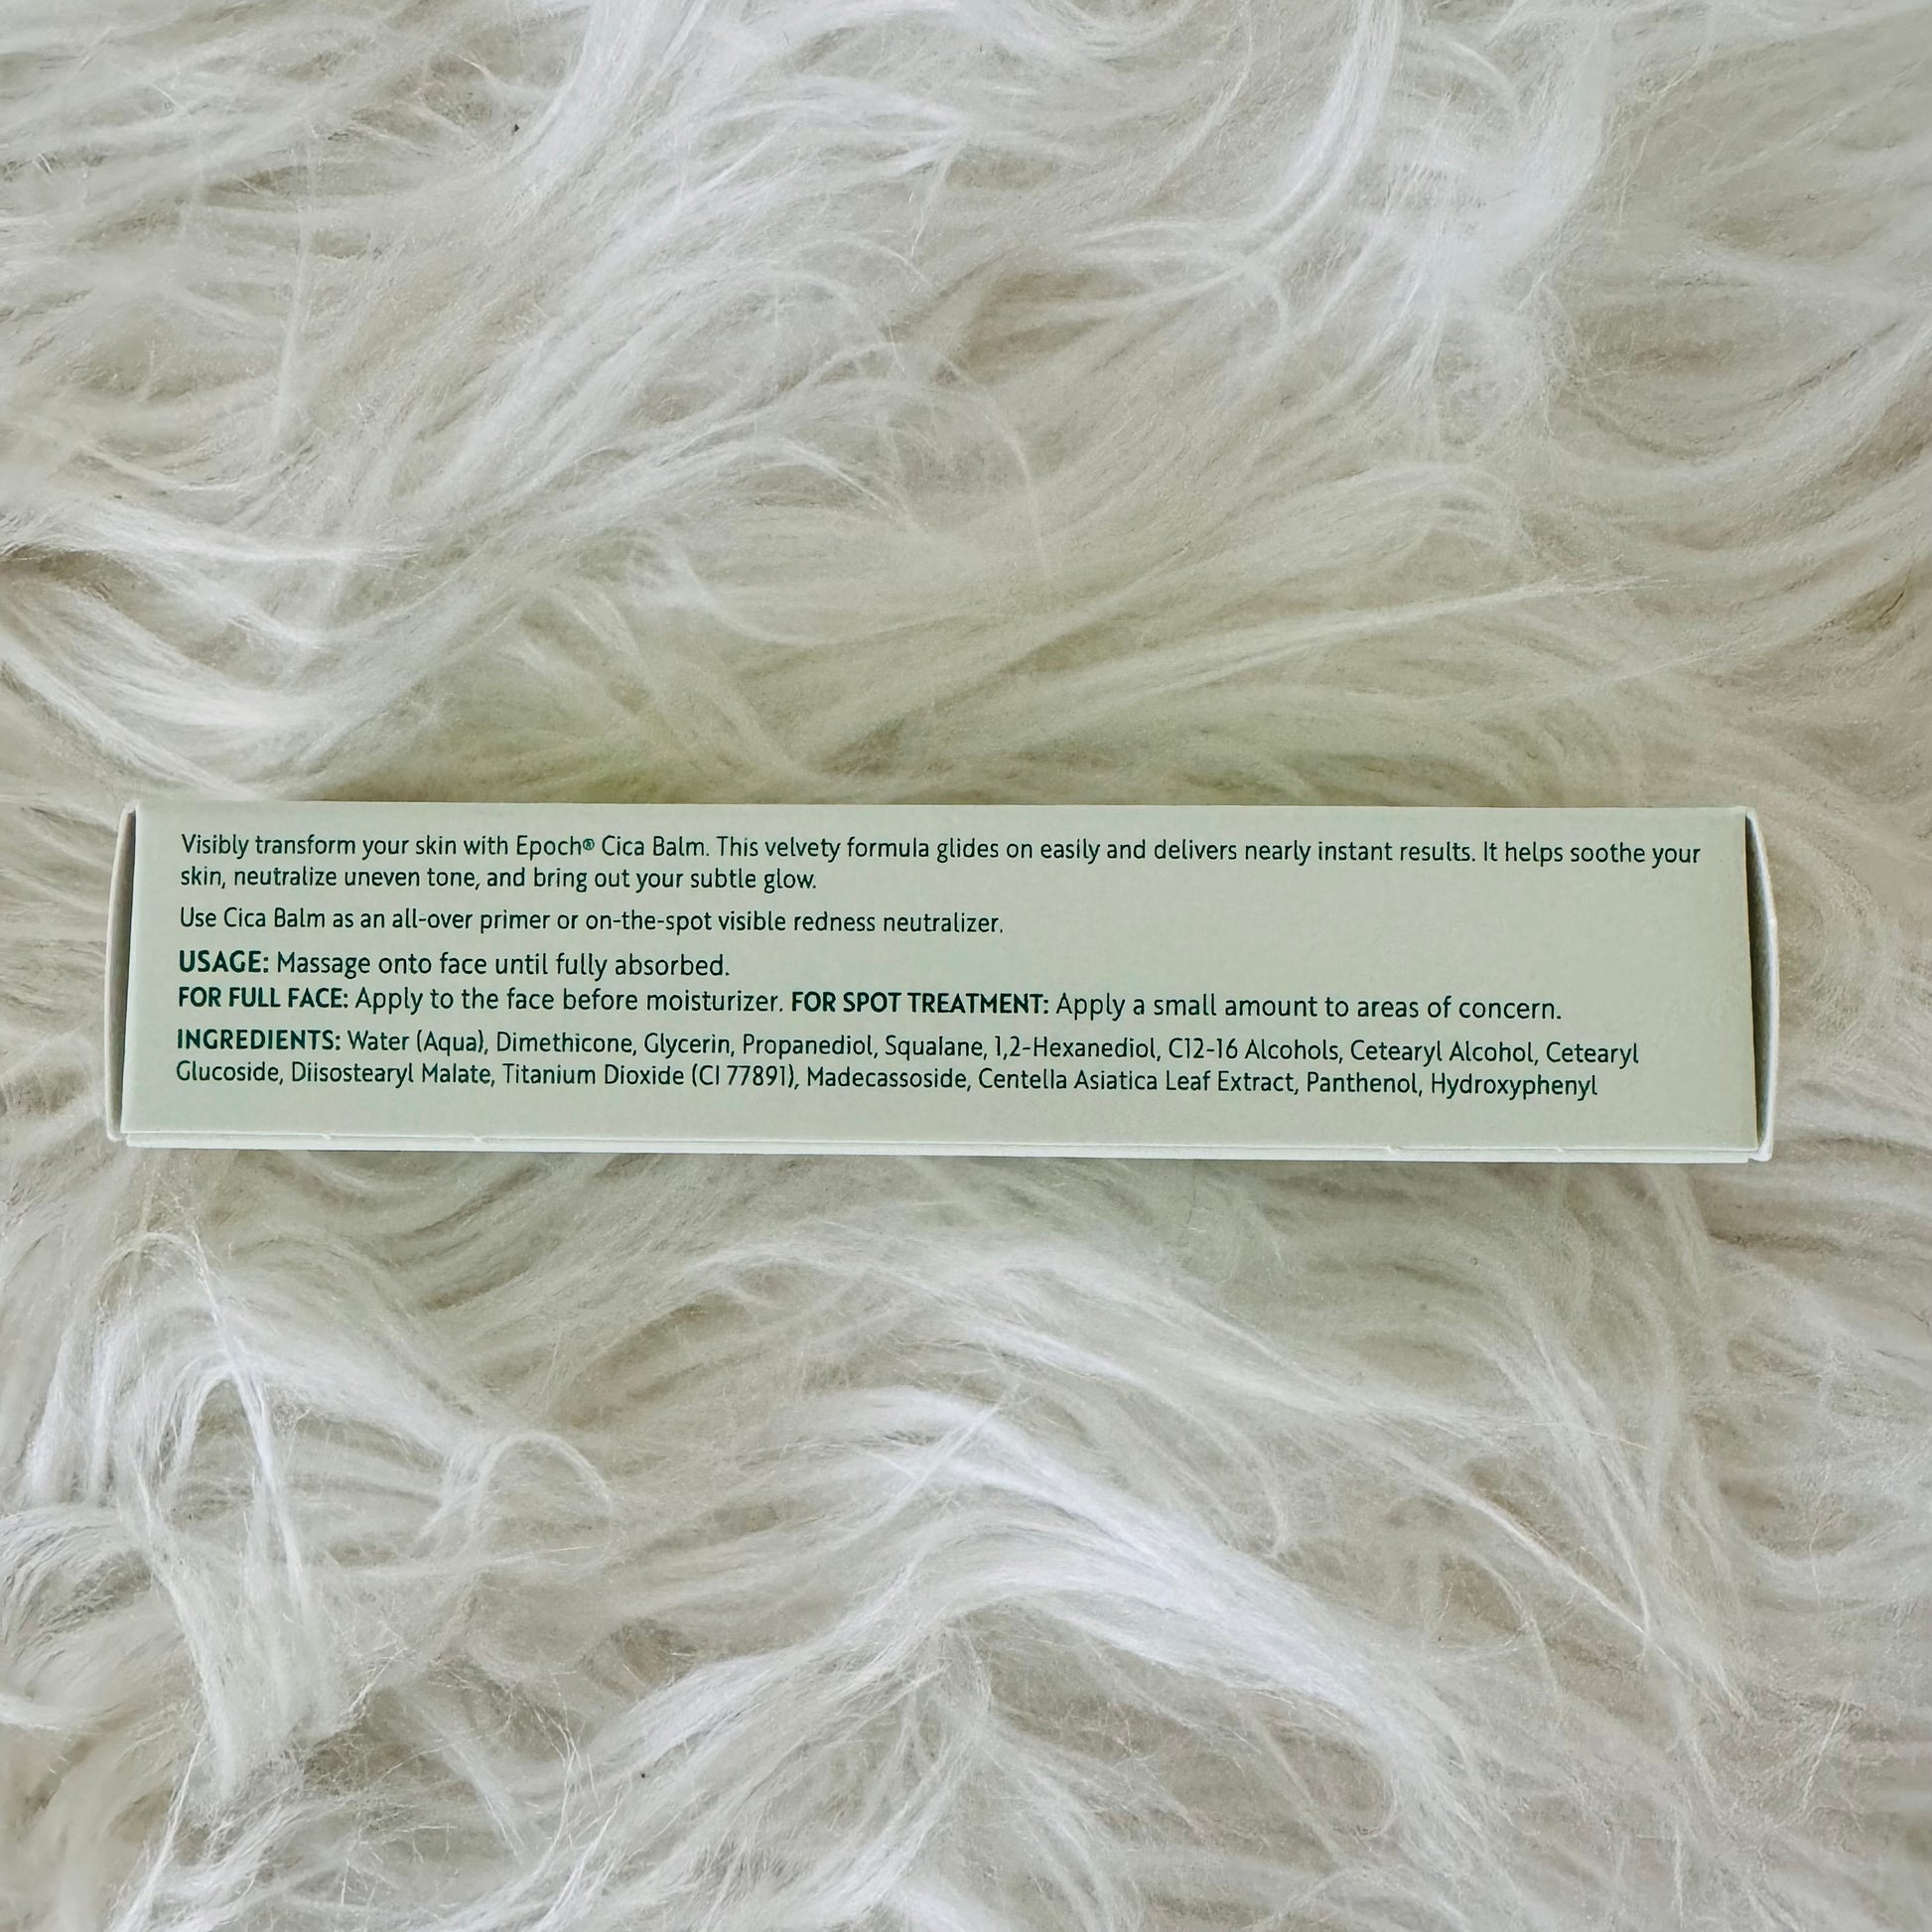 Visibly transform your skin with Epoch® Cica Balm. This velvety formula glides on easily and delivers nearly instant results. It helps soothe your
skin, neutralize uneven tone, and bring out your subtle glow.
Use Cica Balm as an all-over primer or on-the-spot visible redness neutralizer.
USAGE: Massage onto face until fully absorbed.
FOR FULL FACE: Apply to the face before moisturizer. FOR SPOT TREATMENT: Apply a small amount to areas of concern.
INGREDIENTS: Water (Aqua), Dimethicone, Glycerin, Propanediol, Squalane, 1,2-Hexanediol, C12-16 Alcohols, Cetearyl Alcohol, Cetearyl
Glucoside, Diisostearyl Malate, Titanium Dioxide (CI 77891), Madecassoside, Centella Asiatica Leaf Extract, Panthenol, Hydroxyphenyl